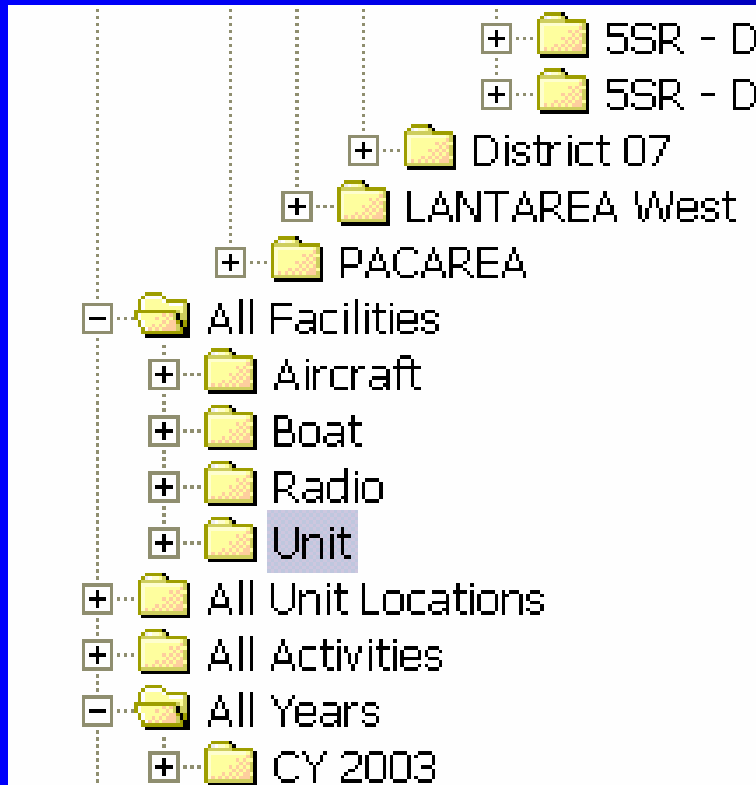 5SR - D
5SR - D
District 07
LANTAREA West
PACAREA
All Facilities
Aircraft
Boat
Radio
Unit
All Unit Locations
All Activities
All Years
CY 2003